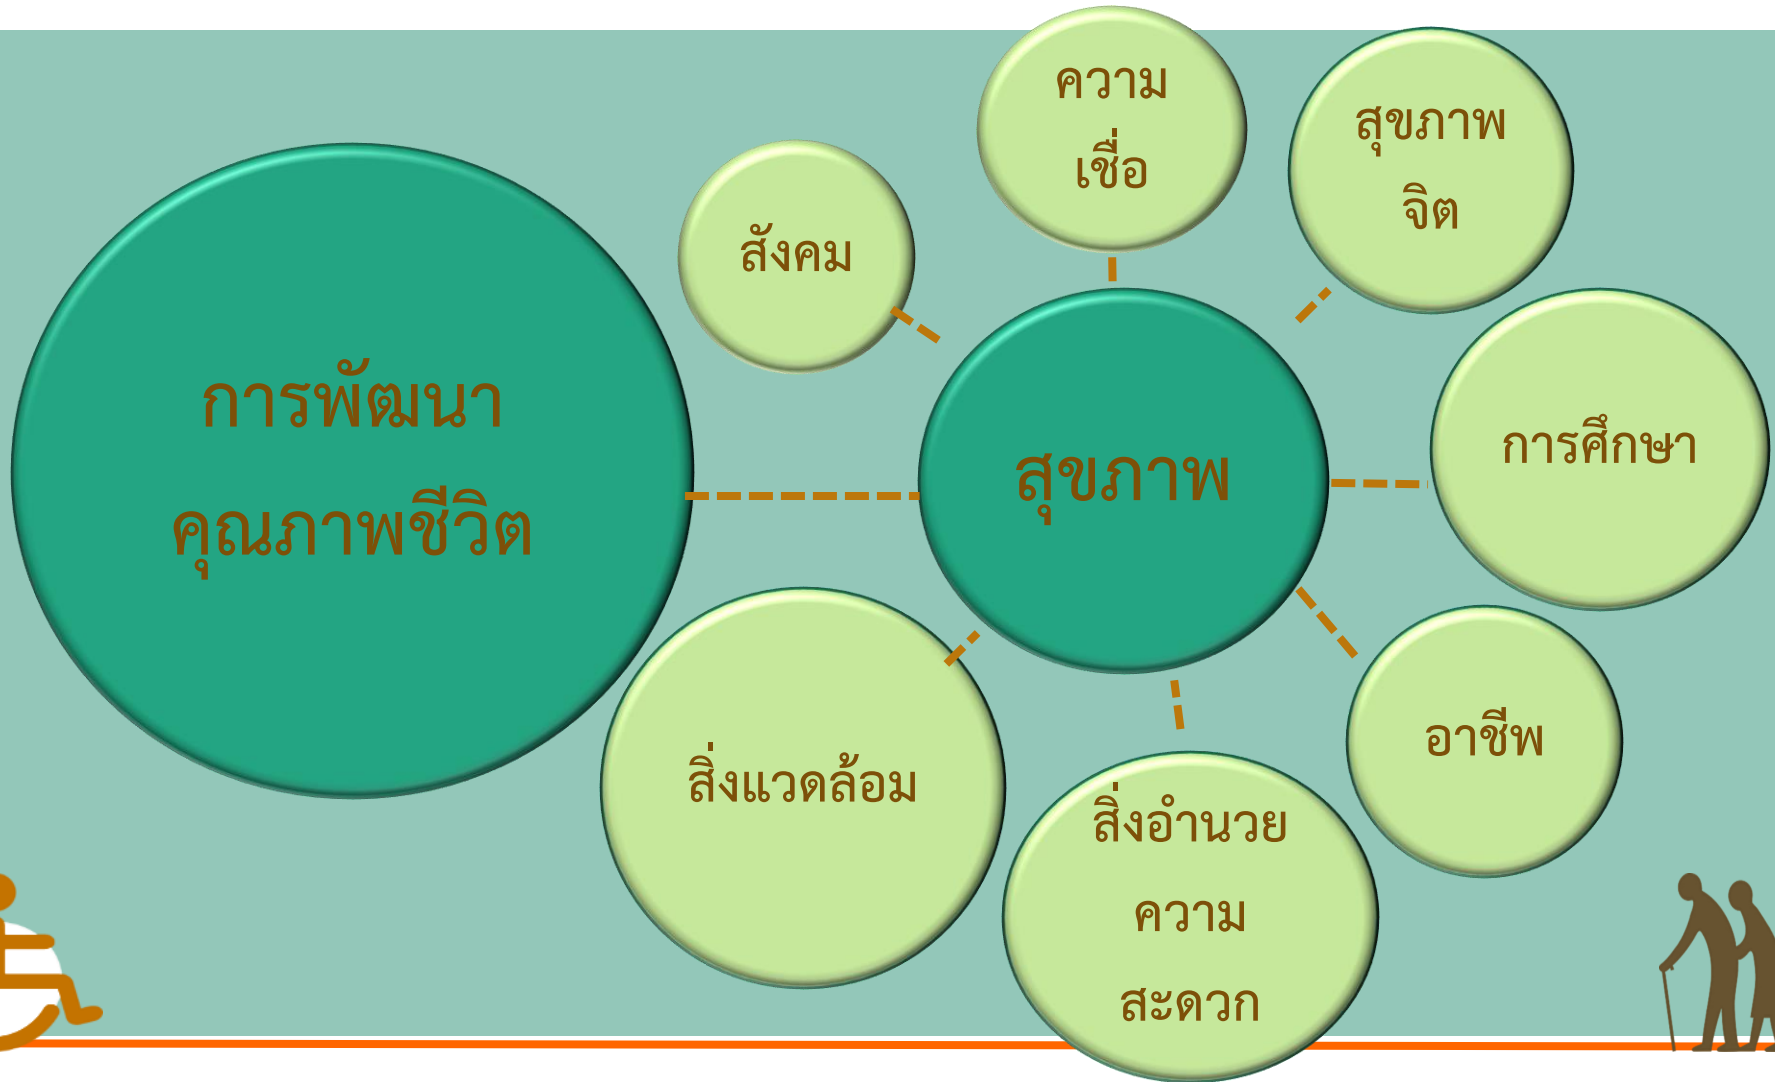 การพัฒนา
คุณภาพชีวิต
สุขภาพ
สังคม
ความ
เชื่อ
สุขภาพ
จิต
การศึกษา
อาชีพ
สิ่งอำนวย
ความ
สะดวก
สิ่งแวดล้อม